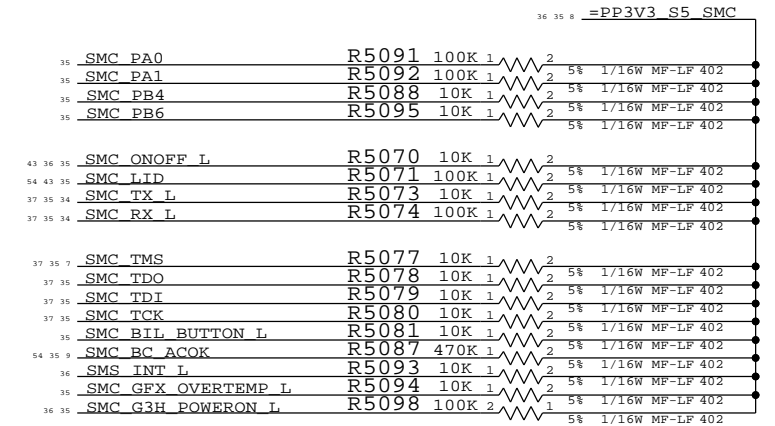 36 35 8 =PP3V3_S5_SMC
35 SMC_PA0 R5091 100K 1 2 5% 1/16W MF-LF 402
35 SMC_PA1 R5092 100K 1 2 5% 1/16W MF-LF 402
35 SMC_PB4 R5088 10K 1 2 5% 1/16W MF-LF 402
35 SMC_PB6 R5095 10K 1 2 5% 1/16W MF-LF 402
43 36 35 SMC_ONOFF_L R5070 10K 1 2 5% 1/16W MF-LF 402
54 43 35 SMC_LID R5071 100K 1 2 5% 1/16W MF-LF 402
37 35 34 SMC_TX_L R5073 10K 1 2 5% 1/16W MF-LF 402
37 35 34 SMC_RX_L R5074 100K 1 2 5% 1/16W MF-LF 402
37 35 7 SMC_TMS R5077 10K 1 2 5% 1/16W MF-LF 402
37 35 SMC_TDO R5078 10K 1 2 5% 1/16W MF-LF 402
37 35 SMC_TDI R5079 10K 1 2 5% 1/16W MF-LF 402
37 35 SMC_TCK R5080 10K 1 2 5% 1/16W MF-LF 402
35 SMC_BIL_BUTTON_L R5081 10K 1 2 5% 1/16W MF-LF 402
54 35 9 SMC_BC_ACOK R5087 470K 1 2 5% 1/16W MF-LF 402
36 SMS_INT_L R5093 10K 1 2 5% 1/16W MF-LF 402
35 SMC_GFX_OVERTEMP_L R5094 10K 1 2 5% 1/16W MF-LF 402
36 35 SMC_G3H_POWERON_L R5098 100K 2 1 5% 1/16W MF-LF 402